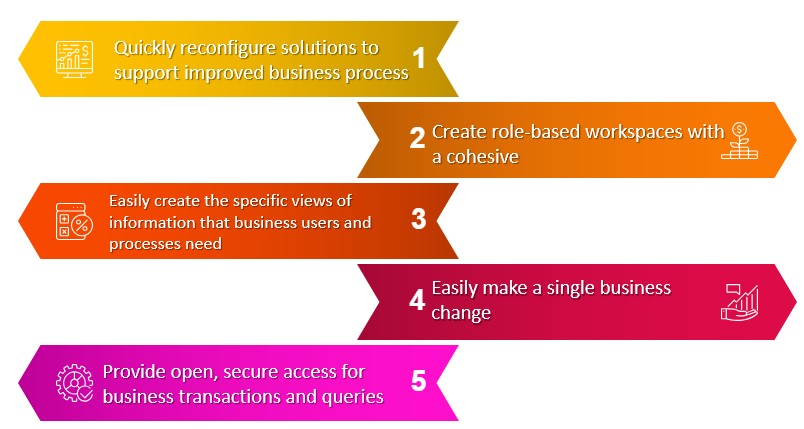 Quickly reconfigure solutions to
support improved business process
1
2
Create role-based workspaces with
a cohesive
Easily create the specific views of
information that business users and
processes need
3
4
Easily make a single business
change
Provide open, secure access for
business transactions and queries
5